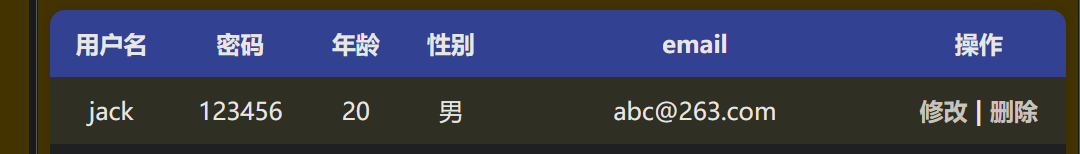 用户名 密码 年龄 性别 email 操作
jack 123456 20 男 abc@263.com 修改 | 删除